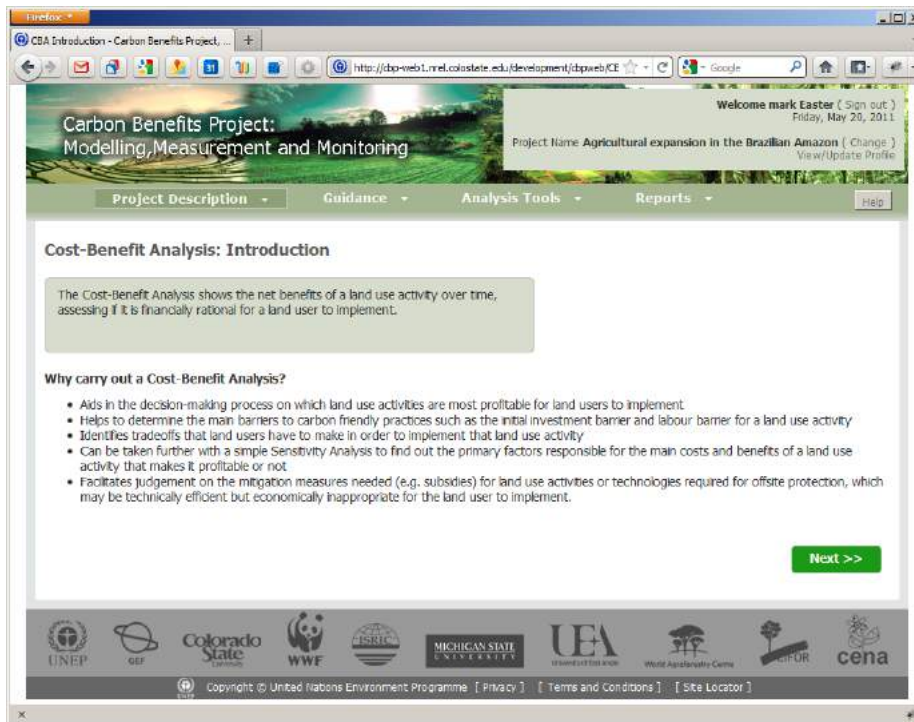 Firefox
CBA Introduction - Carbon Benefits Project, ...
http://cbp-web1.nrel.colostate.edu/development/cbpweb/CE
Google
Welcome mark Easter ( Sign out )
Friday, May 20, 2011
Carbon Benefits Project:
Modelling,Measurement and Monitoring
Project Name Agricultural expansion in the Brazilian Amazon ( Change )
View/Update Profile
Project Description
Guidance
Analysis Tools
Reports
Help
Cost-Benefit Analysis: Introduction
The Cost-Benefit Analysis shows the net benefits of a land use activity over time,
assessing if it is financially rational for a land user to implement.
Why carry out a Cost-Benefit Analysis?
• Aids in the decision-making process on which land use activities are most profitable for land users to implement
• Helps to determine the main barriers to carbon friendly practices such as the initial investment barrier and labour barrier for a land use activity
• Identifies tradeoffs that land users have to make in order to implement that land use activity
• Can be taken further with a simple Sensitivity Analysis to find out the primary factors responsible for the main costs and benefits of a land use
activity that makes it profitable or not
• Facilitates judgement on the mitigation measures needed (e.g. subsidies) for land use activities or technologies required for offsite protection, which
may be technically efficient but economically inappropriate for the land user to implement.
Next >>
UNEP
GEF
Colorado
State
University
WWF
ISRIC
MICHIGAN STATE
UNIVERSITY
UEA
University of East Anglia
World Agroforestry Centre
CIFOR
cena
UNEP
Copyright © United Nations Environment Programme [ Privacy ] [ Terms and Conditions ] [ Site Locator ]